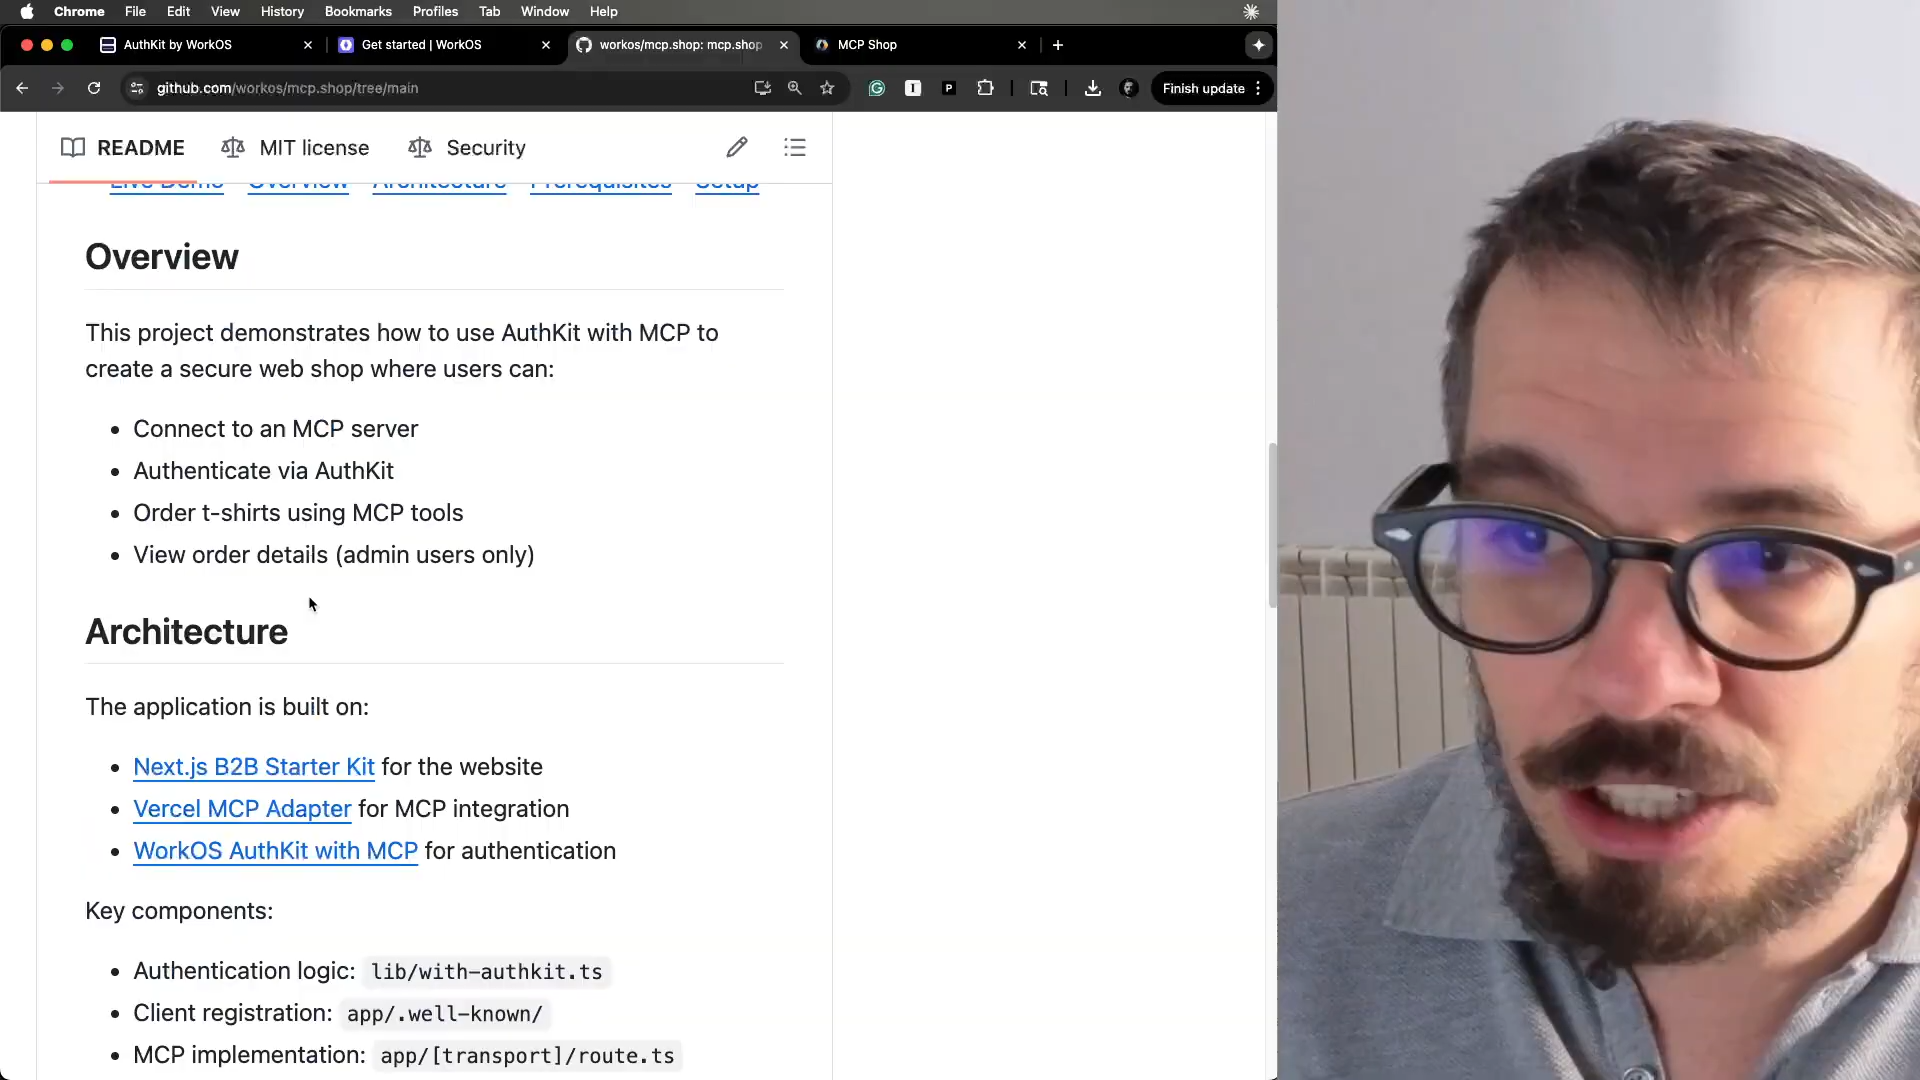 Chrome File Edit View History Bookmarks Profiles Tab Window Help
AuthKit by WorkOS
Get started | WorkOS
workos/mcp.shop: mcp.shop
MCP Shop
github.com/workos/mcp.shop/tree/main
Finish update
README MIT license Security
Live Demo Overview Architecture Prerequisites Setup
Overview
This project demonstrates how to use AuthKit with MCP to
create a secure web shop where users can:
• Connect to an MCP server
• Authenticate via AuthKit
• Order t-shirts using MCP tools
• View order details (admin users only)
Architecture
The application is built on:
• Next.js B2B Starter Kit for the website
• Vercel MCP Adapter for MCP integration
• WorkOS AuthKit with MCP for authentication
Key components:
• Authentication logic: lib/with-authkit.ts
• Client registration: app/.well-known/
• MCP implementation: app/[transport]/route.ts